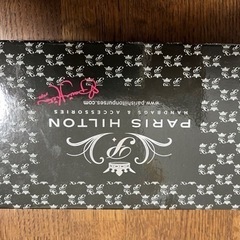 PARIS HILTON
HANDBAGS & ACCESSORIES
www.parishiltonpurses.com